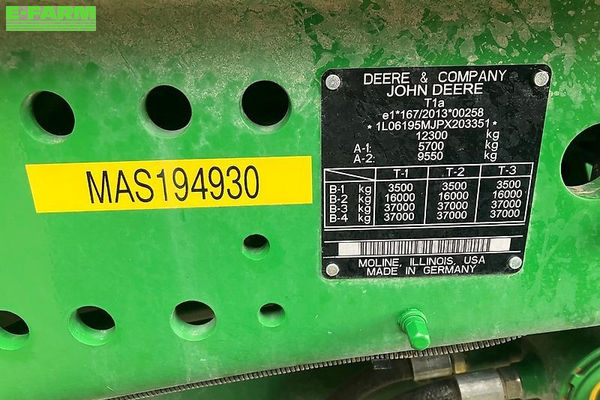 E FARM
MAS194930
DEERE & COMPANY
JOHN DEERE
T1a
e1*167/2013*00258
*1L06195MJPX203351*
12300 kg
A-1: 5700 kg
A-2: 9550 kg
T-1 T-2 T-3
B-1 kg 3500 3500 3500
B-2 kg 16000 16000 16000
B-3 kg 37000 37000 37000
B-4 kg 37000 37000 37000
MOLINE, ILLINOIS, USA
MADE IN GERMANY